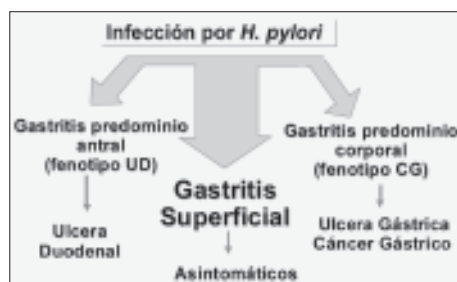 Infección por H. pylori
Gastritis predominio
antral
(fenotipo UD)
Ulcera
Duodenal
Gastritis
Superficial
Asintomáticos
Gastritis predominio
corporal
(fenotipo CG)
Ulcera Gástrica
Cáncer Gástrico